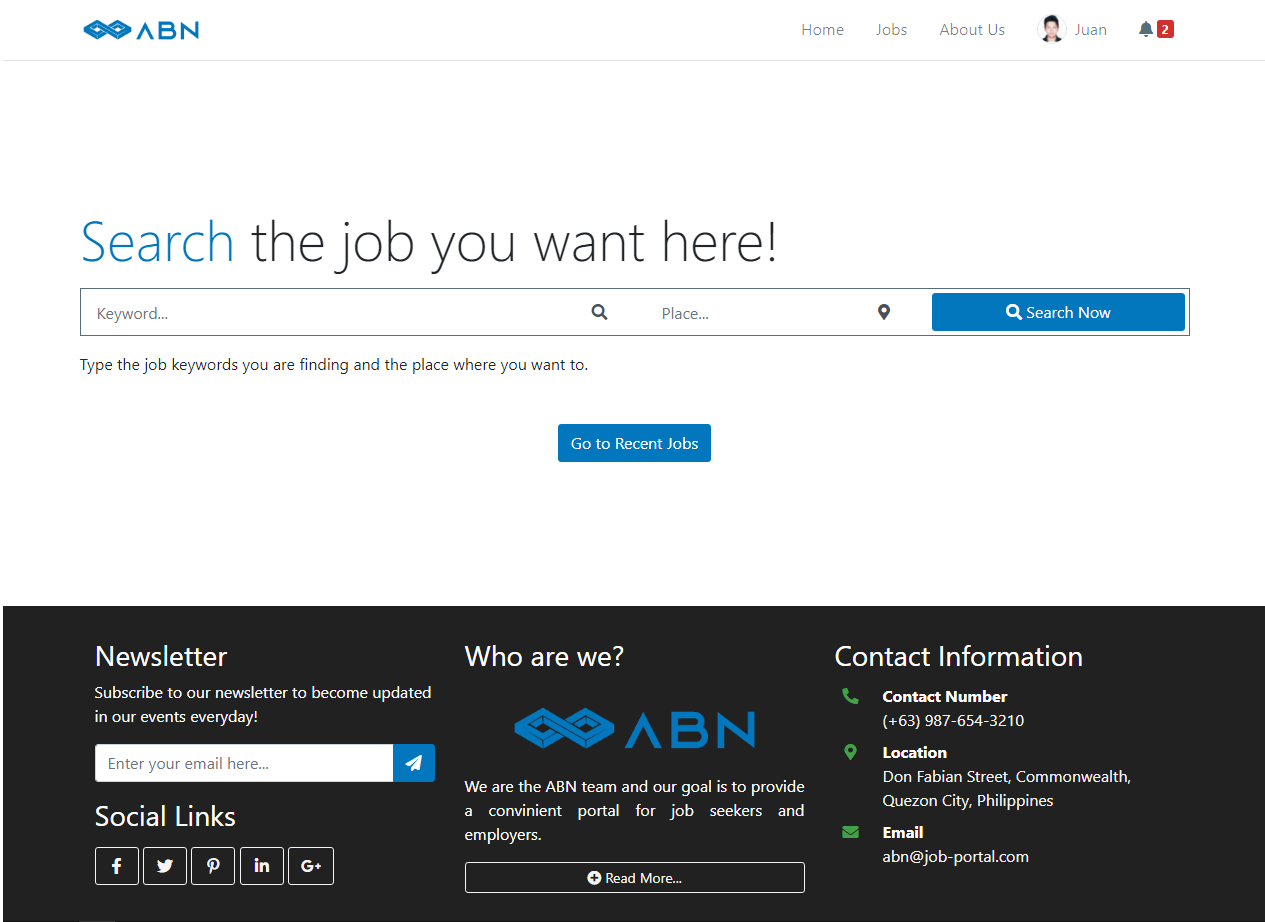 ABN
Home Jobs About Us Juan 2
Search the job you want here!
Keyword... Place... Search Now
Type the job keywords you are finding and the place where you want to.
Go to Recent Jobs
Newsletter
Subscribe to our newsletter to become updated
in our events everyday!
Enter your email here...
Social Links
f in G+
Who are we?
ABN
We are the ABN team and our goal is to provide
a convinient portal for job seekers and
employers.
Read More...
Contact Information
Contact Number
(+63) 987-654-3210
Location
Don Fabian Street, Commonwealth,
Quezon City, Philippines
Email
abn@job-portal.com